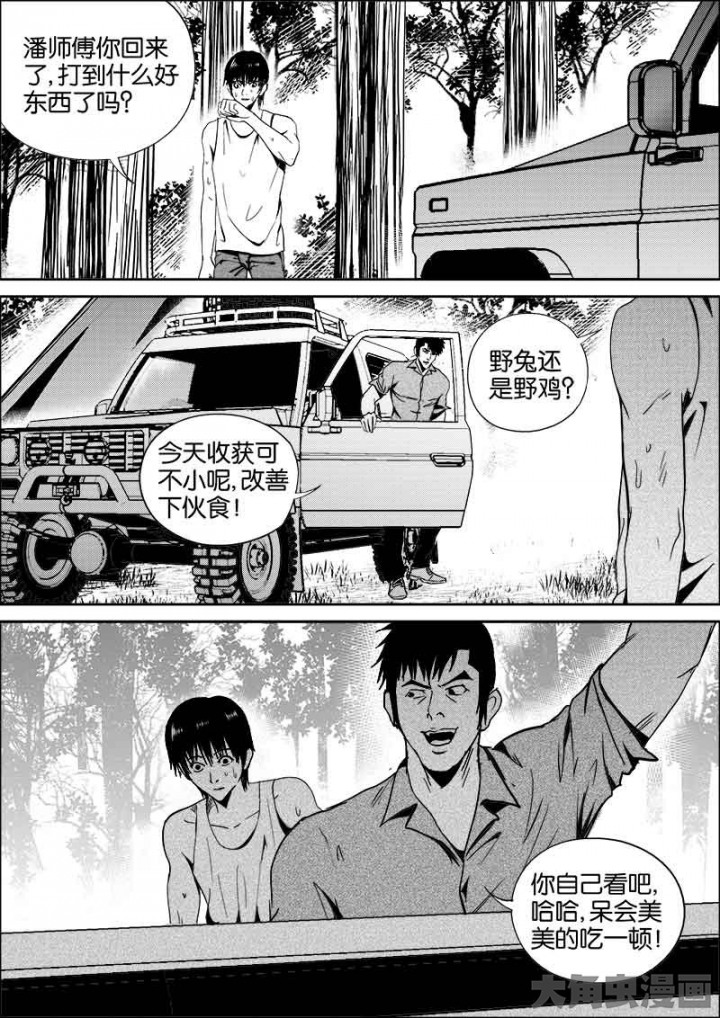 潘师傅你回来
了,打到什么好
东西了吗?
野兔还
是野鸡?
今天收获可
不小呢,改善
下伙食!
你自己看吧,
哈哈,呆会美
美的吃一顿!
大角虫漫画